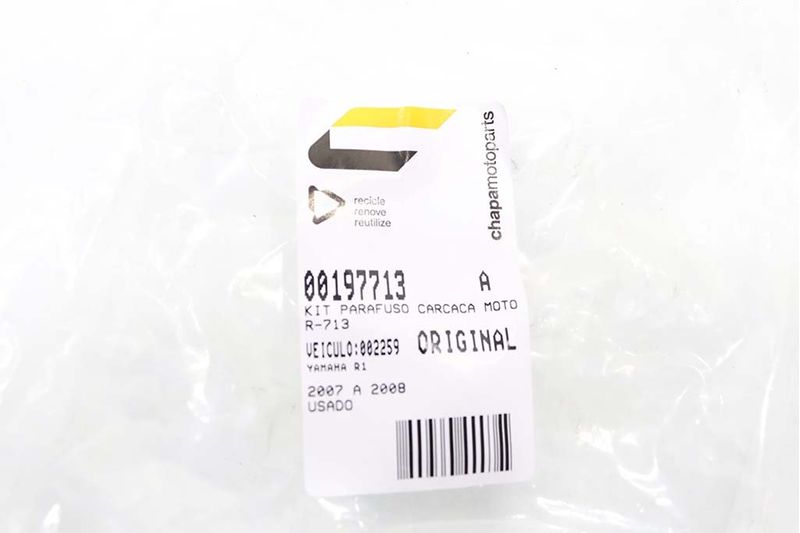 chapamotoparts
recicle
renove
reutilize
00197713 A
KIT PARAFUSO CARCACA MOTO
R-713
VEICULO:002259 ORIGINAL
YAMAHA R1
2007 A 2008
USADO